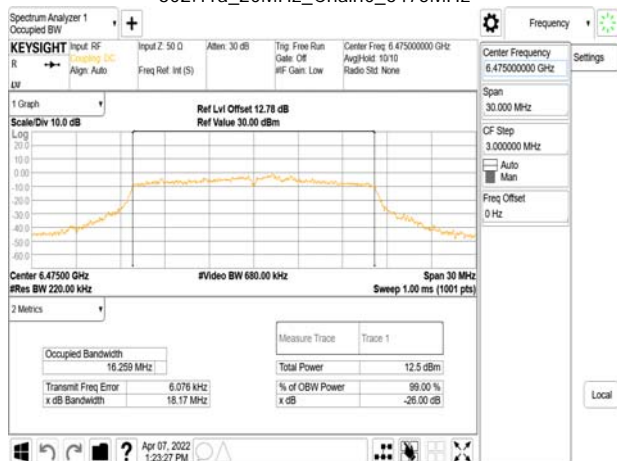 Spectrum Analyzer 1
Occupied BW
KEYSIGHT
Input: RF
Coupling: DC
Align: Auto
Input Z: 50 Ω
Freq Ref: Int (S)
Atten: 30 dB
Trig: Free Run
Gate: Off
#IF Gain: Low
Center Freq: 6.475000000 GHz
Avg|Hold: 10/10
Radio Std: None
R
1 Graph
Scale/Div 10.0 dB
Ref Lvl Offset 12.78 dB
Ref Value 30.00 dBm
Log
20.0
10.0
0.00
-10.0
-20.0
-30.0
-40.0
-50.0
-60.0
Center 6.47500 GHz
#Res BW 220.00 kHz
#Video BW 680.00 kHz
Span 30 MHz
Sweep 1.00 ms (1001 pts)
2 Metrics
Measure Trace
Trace 1
Occupied Bandwidth
16.259 MHz
Total Power
12.5 dBm
Transmit Freq Error
6.076 kHz
% of OBW Power
99.00 %
x dB Bandwidth
18.17 MHz
x dB
-26.00 dB
Apr 07, 2022
1:23:27 PM
Frequency
Center Frequency
6.475000000 GHz
Settings
Span
30.000 MHz
CF Step
3.000000 MHz
Auto
Man
Freq Offset
0 Hz
Local